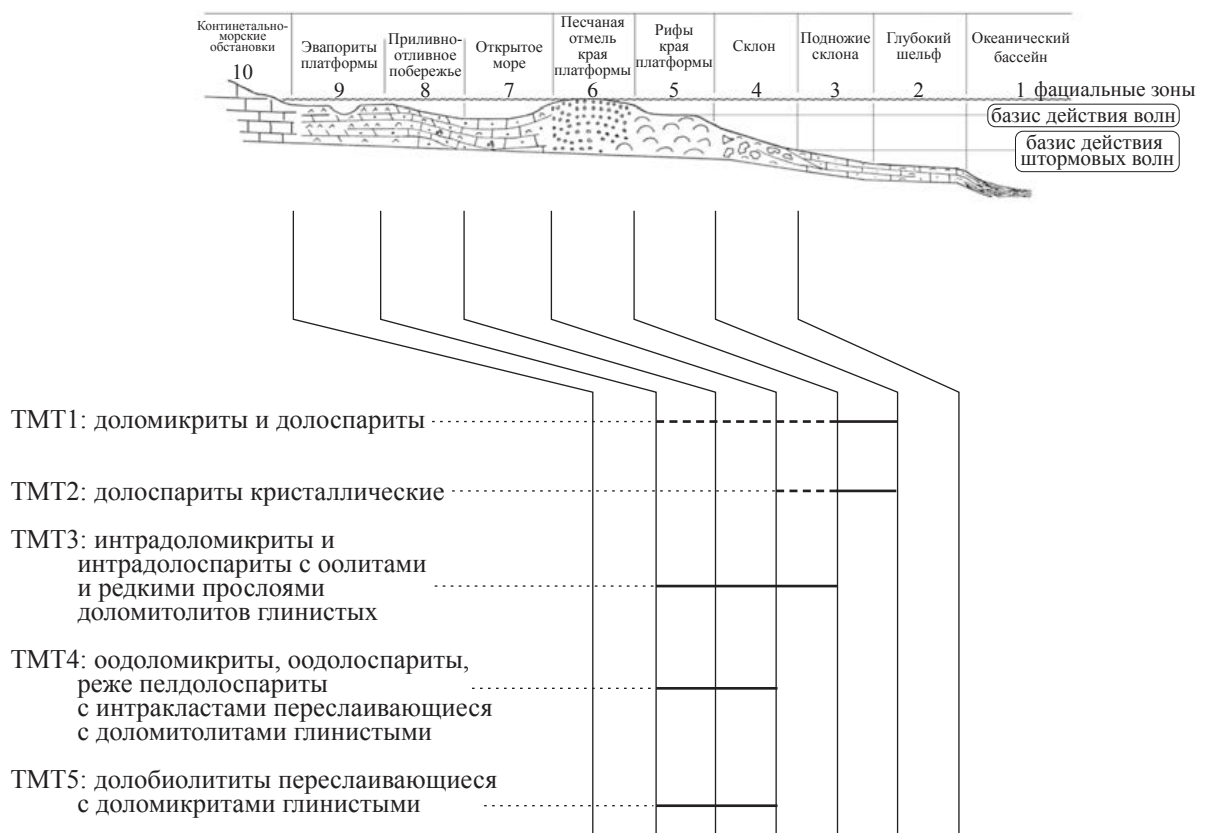 Континетально-
морские
обстановки
10
Эвапориты
платформы
9
Приливно-
отливное
побережье
8
Открытое
море
7
Песчаная
отмель
края
платформы
6
Рифы
края
платформы
5
Склон
4
Подножие
склона
3
Глубокий
шельф
2
Океанический
бассейн
1 фациальные зоны
базис действия волн
базис действия
штормовых волн
ТМТ1: доломикриты и долоспариты
ТМТ2: долоспариты кристаллические
ТМТ3: интрадоломикриты и
интрадолоспариты с оолитами
и редкими прослоями
доломитолитов глинистых
ТМТ4: оодоломикриты, оодолоспариты,
реже пелдолоспариты
с интракластами переслаивающиеся
с доломитолитами глинистыми
ТМТ5: долобиолититы переслаивающиеся
с доломикритами глинистыми